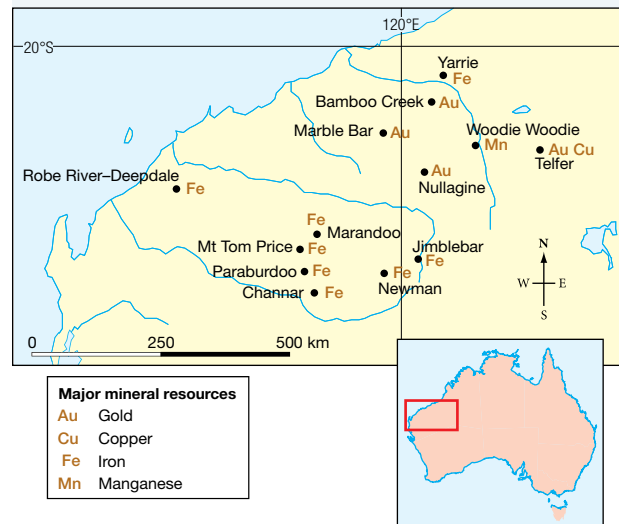 120°E
20°S
Yarrie
Fe
Bamboo Creek Au
Marble Bar Au
Woodie Woodie
Mn
Au Cu
Telfer
Robe River–Deepdale
Fe
Au
Nullagine
Fe
Marandoo
Mt Tom Price Fe
Jimblebar
Fe
Paraburdoo Fe
Fe
Newman
Channar Fe
N
W E
S
0 250 500 km
Major mineral resources
Au Gold
Cu Copper
Fe Iron
Mn Manganese